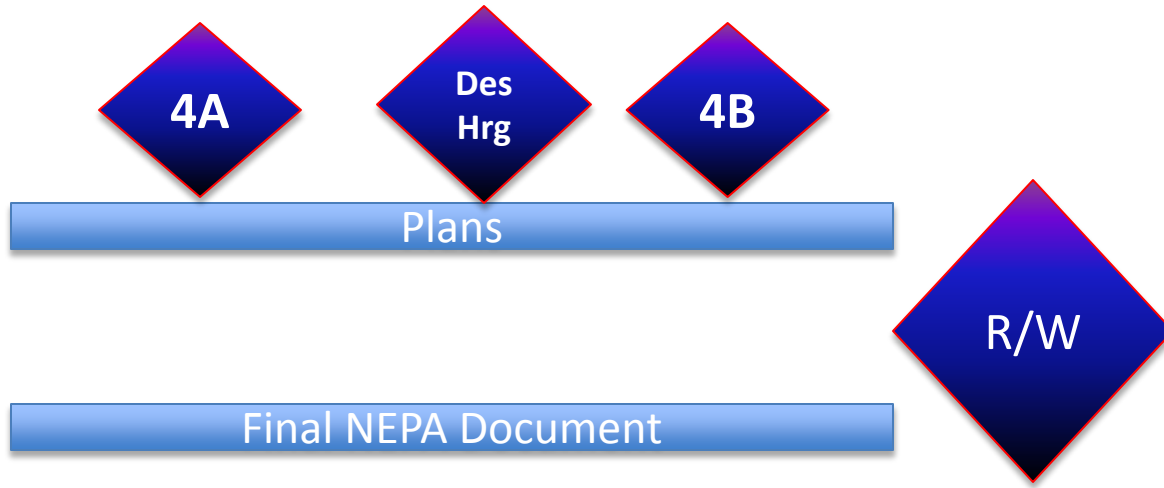 4A
Des
Hrg
4B
Plans
R/W
Final NEPA Document